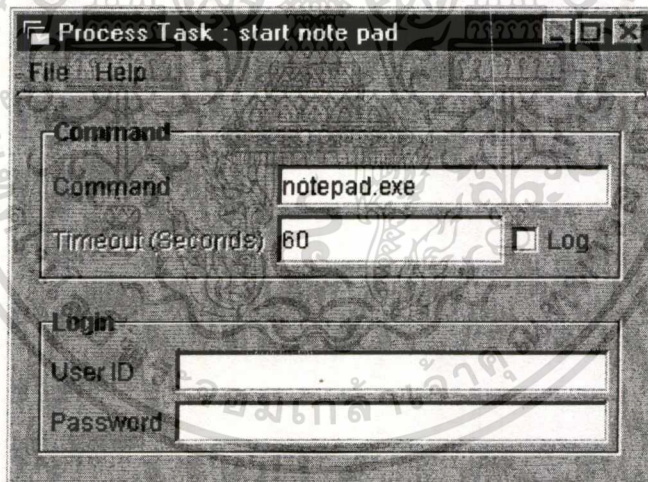 Process Task : start note pad
File Help
Command
Command notepad.exe
Timeout (Seconds) 60 Log
Login
User ID
Password